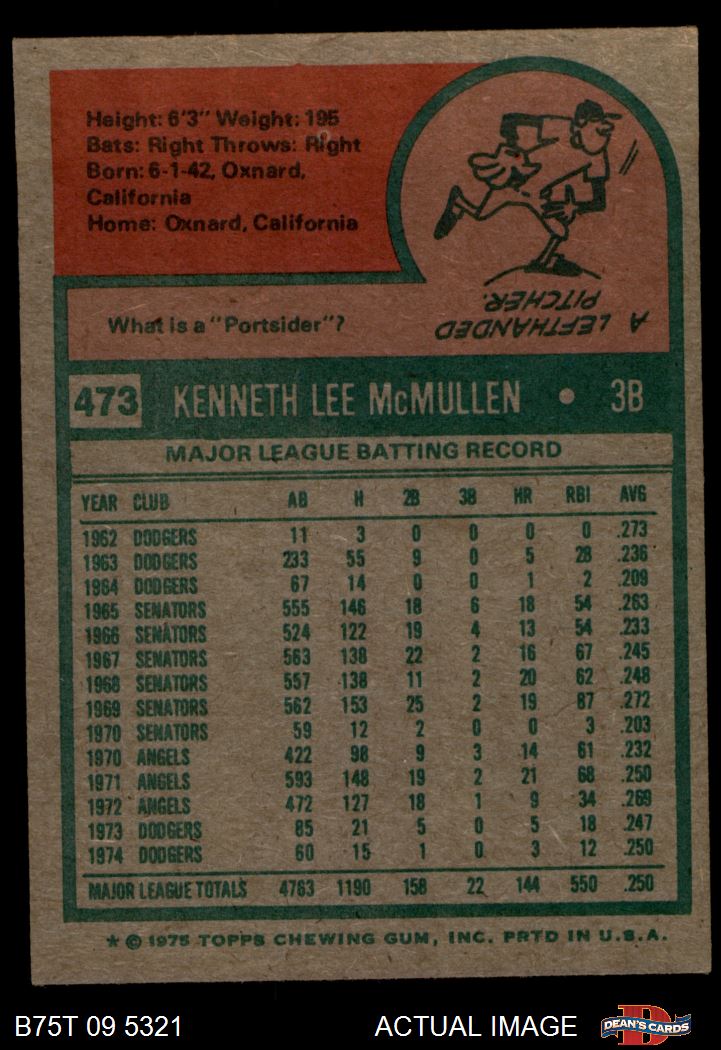 Height: 6'3" Weight: 195
Bats: Right Throws: Right
Born: 6-1-42, Oxnard,
California
Home: Oxnard, California
What is a "Portsider"?
A LEFTHANDED
PITCHER.
473 KENNETH LEE McMULLEN • 3B
MAJOR LEAGUE BATTING RECORD
YEAR CLUB AB H 2B 3B HR RBI AVG
1962 DODGERS 11 3 0 0 0 0 .273
1963 DODGERS 233 55 9 0 5 28 .236
1964 DODGERS 67 14 0 0 1 2 .209
1965 SENATORS 555 146 18 6 18 54 .263
1966 SENATORS 524 122 19 4 13 54 .233
1967 SENATORS 563 138 22 2 16 67 .245
1968 SENATORS 557 138 11 2 20 62 .248
1969 SENATORS 562 153 25 2 19 87 .272
1970 SENATORS 59 12 2 0 0 3 .203
1970 ANGELS 422 98 9 3 14 61 .232
1971 ANGELS 593 148 19 2 21 68 .250
1972 ANGELS 472 127 18 1 9 34 .269
1973 DODGERS 85 21 5 0 5 18 .247
1974 DODGERS 60 15 1 0 3 12 .250
MAJOR LEAGUE TOTALS 4763 1190 158 22 144 550 .250
★ © 1975 TOPPS CHEWING GUM, INC. PRTD IN U.S.A.
B75T 09 5321 ACTUAL IMAGE DEAN'S CARDS